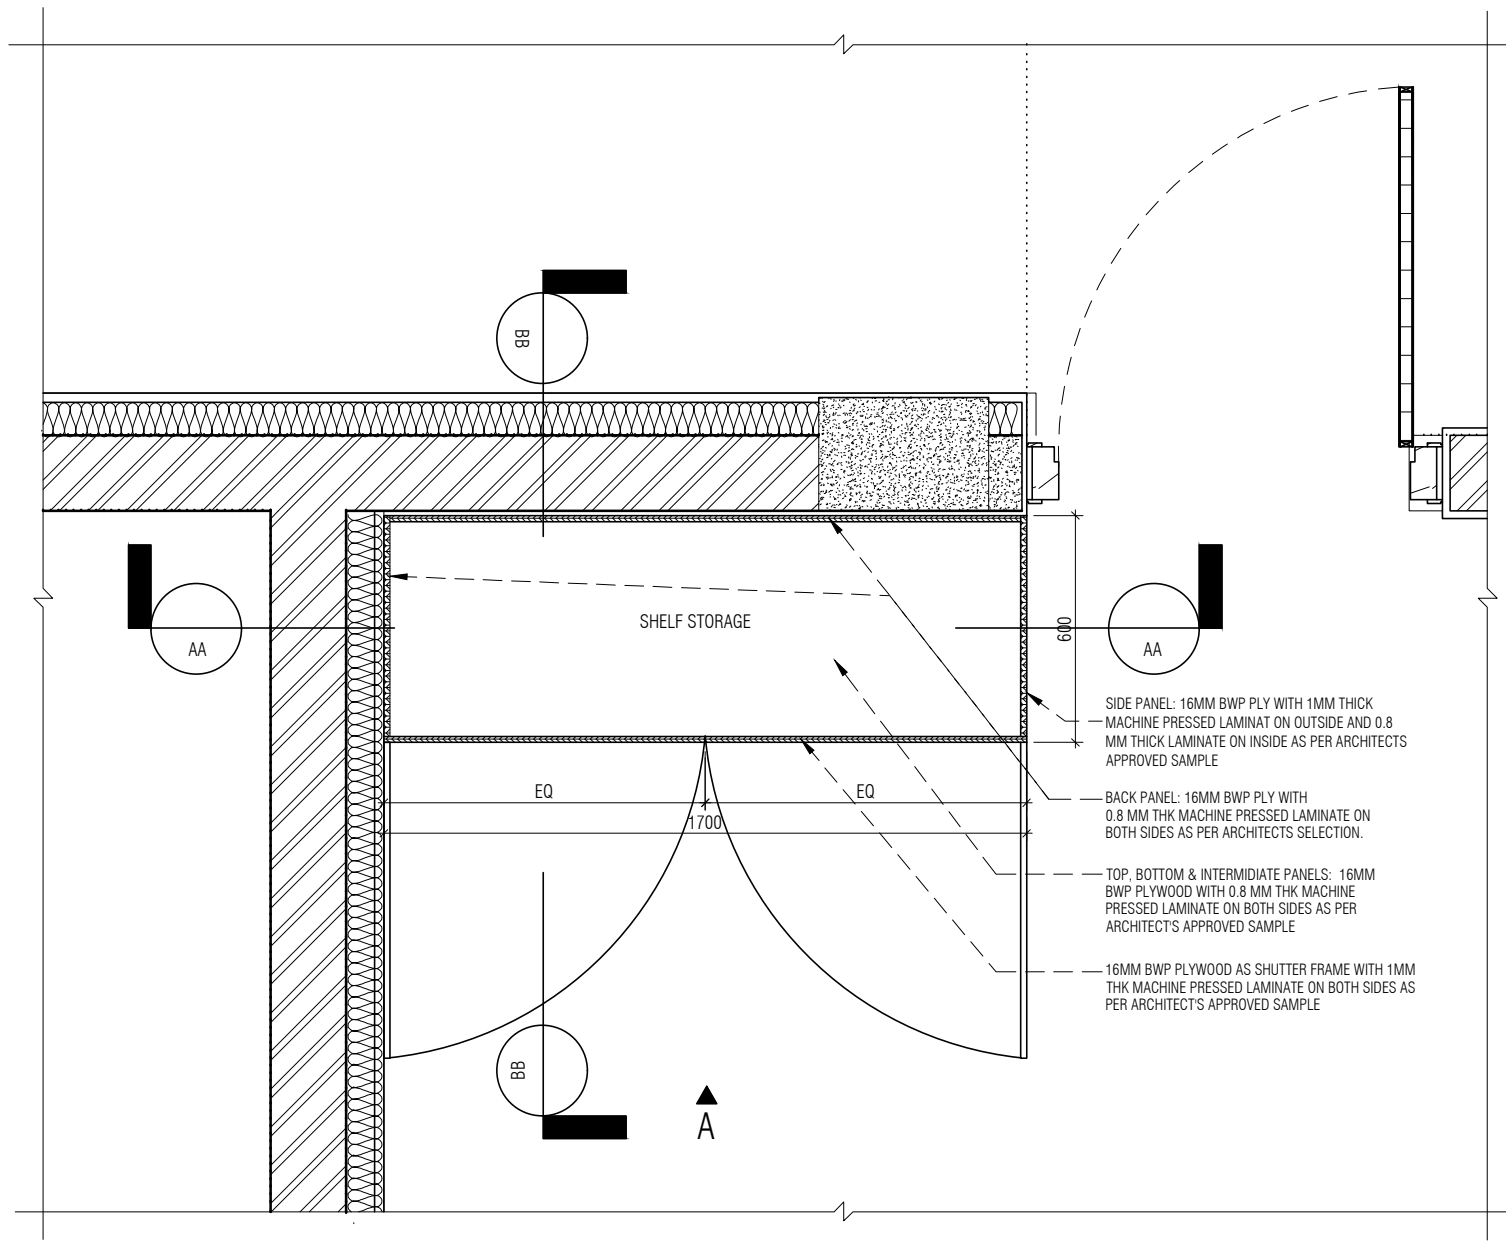 BB
SHELF STORAGE
600
AA
AA
SIDE PANEL: 16MM BWP PLY WITH 1MM THICK
MACHINE PRESSED LAMINAT ON OUTSIDE AND 0.8
MM THICK LAMINATE ON INSIDE AS PER ARCHITECTS
APPROVED SAMPLE
EQ
EQ
1700
BACK PANEL: 16MM BWP PLY WITH
0.8 MM THK MACHINE PRESSED LAMINATE ON
BOTH SIDES AS PER ARCHITECTS SELECTION.
TOP, BOTTOM & INTERMIDIATE PANELS: 16MM
BWP PLYWOOD WITH 0.8 MM THK MACHINE
PRESSED LAMINATE ON BOTH SIDES AS PER
ARCHITECT'S APPROVED SAMPLE
16MM BWP PLYWOOD AS SHUTTER FRAME WITH 1MM
THK MACHINE PRESSED LAMINATE ON BOTH SIDES AS
PER ARCHITECT'S APPROVED SAMPLE
BB
A